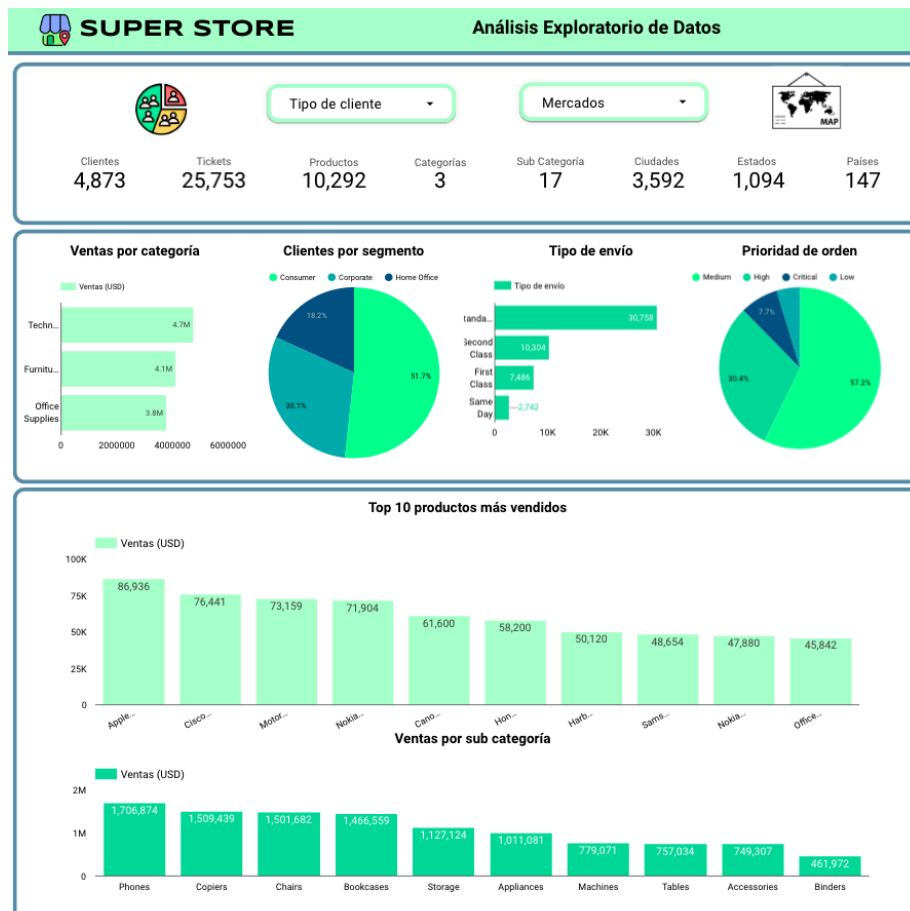 SUPER STORE
Análisis Exploratorio de Datos
Tipo de cliente
Mercados
MAP
Clientes
4,873
Tickets
25,753
Productos
10,292
Categorías
3
Sub Categoría
17
Ciudades
3,592
Estados
1,094
Países
147
Ventas por categoría
Ventas (USD)
Techn...
4.7M
Furnitu...
4.1M
Office
Supplies
3.8M
0 2000000 4000000 6000000
Clientes por segmento
Consumer Corporate Home Office
18.2%
51.7%
30.1%
Tipo de envío
Tipo de envío
tanda...
30,758
Second
Class
10,304
First
Class
7,486
Same
Day
2,742
0 10K 20K 30K
Prioridad de orden
Medium High Critical Low
7.7%
30.4%
57.2%
Top 10 productos más vendidos
Ventas (USD)
100K
75K
50K
25K
0
86,936
76,441
73,159
71,904
61,600
58,200
50,120
48,654
47,880
45,842
Apple...
Cisco...
Motor...
Nokia...
Cano...
Hon...
Harb...
Sams...
Nokia...
Office...
Ventas por sub categoría
Ventas (USD)
2M
1M
0
1,706,874
1,509,439
1,501,682
1,466,559
1,127,124
1,011,081
779,071
757,034
749,307
461,972
Phones Copiers Chairs Bookcases Storage Appliances Machines Tables Accessories Binders